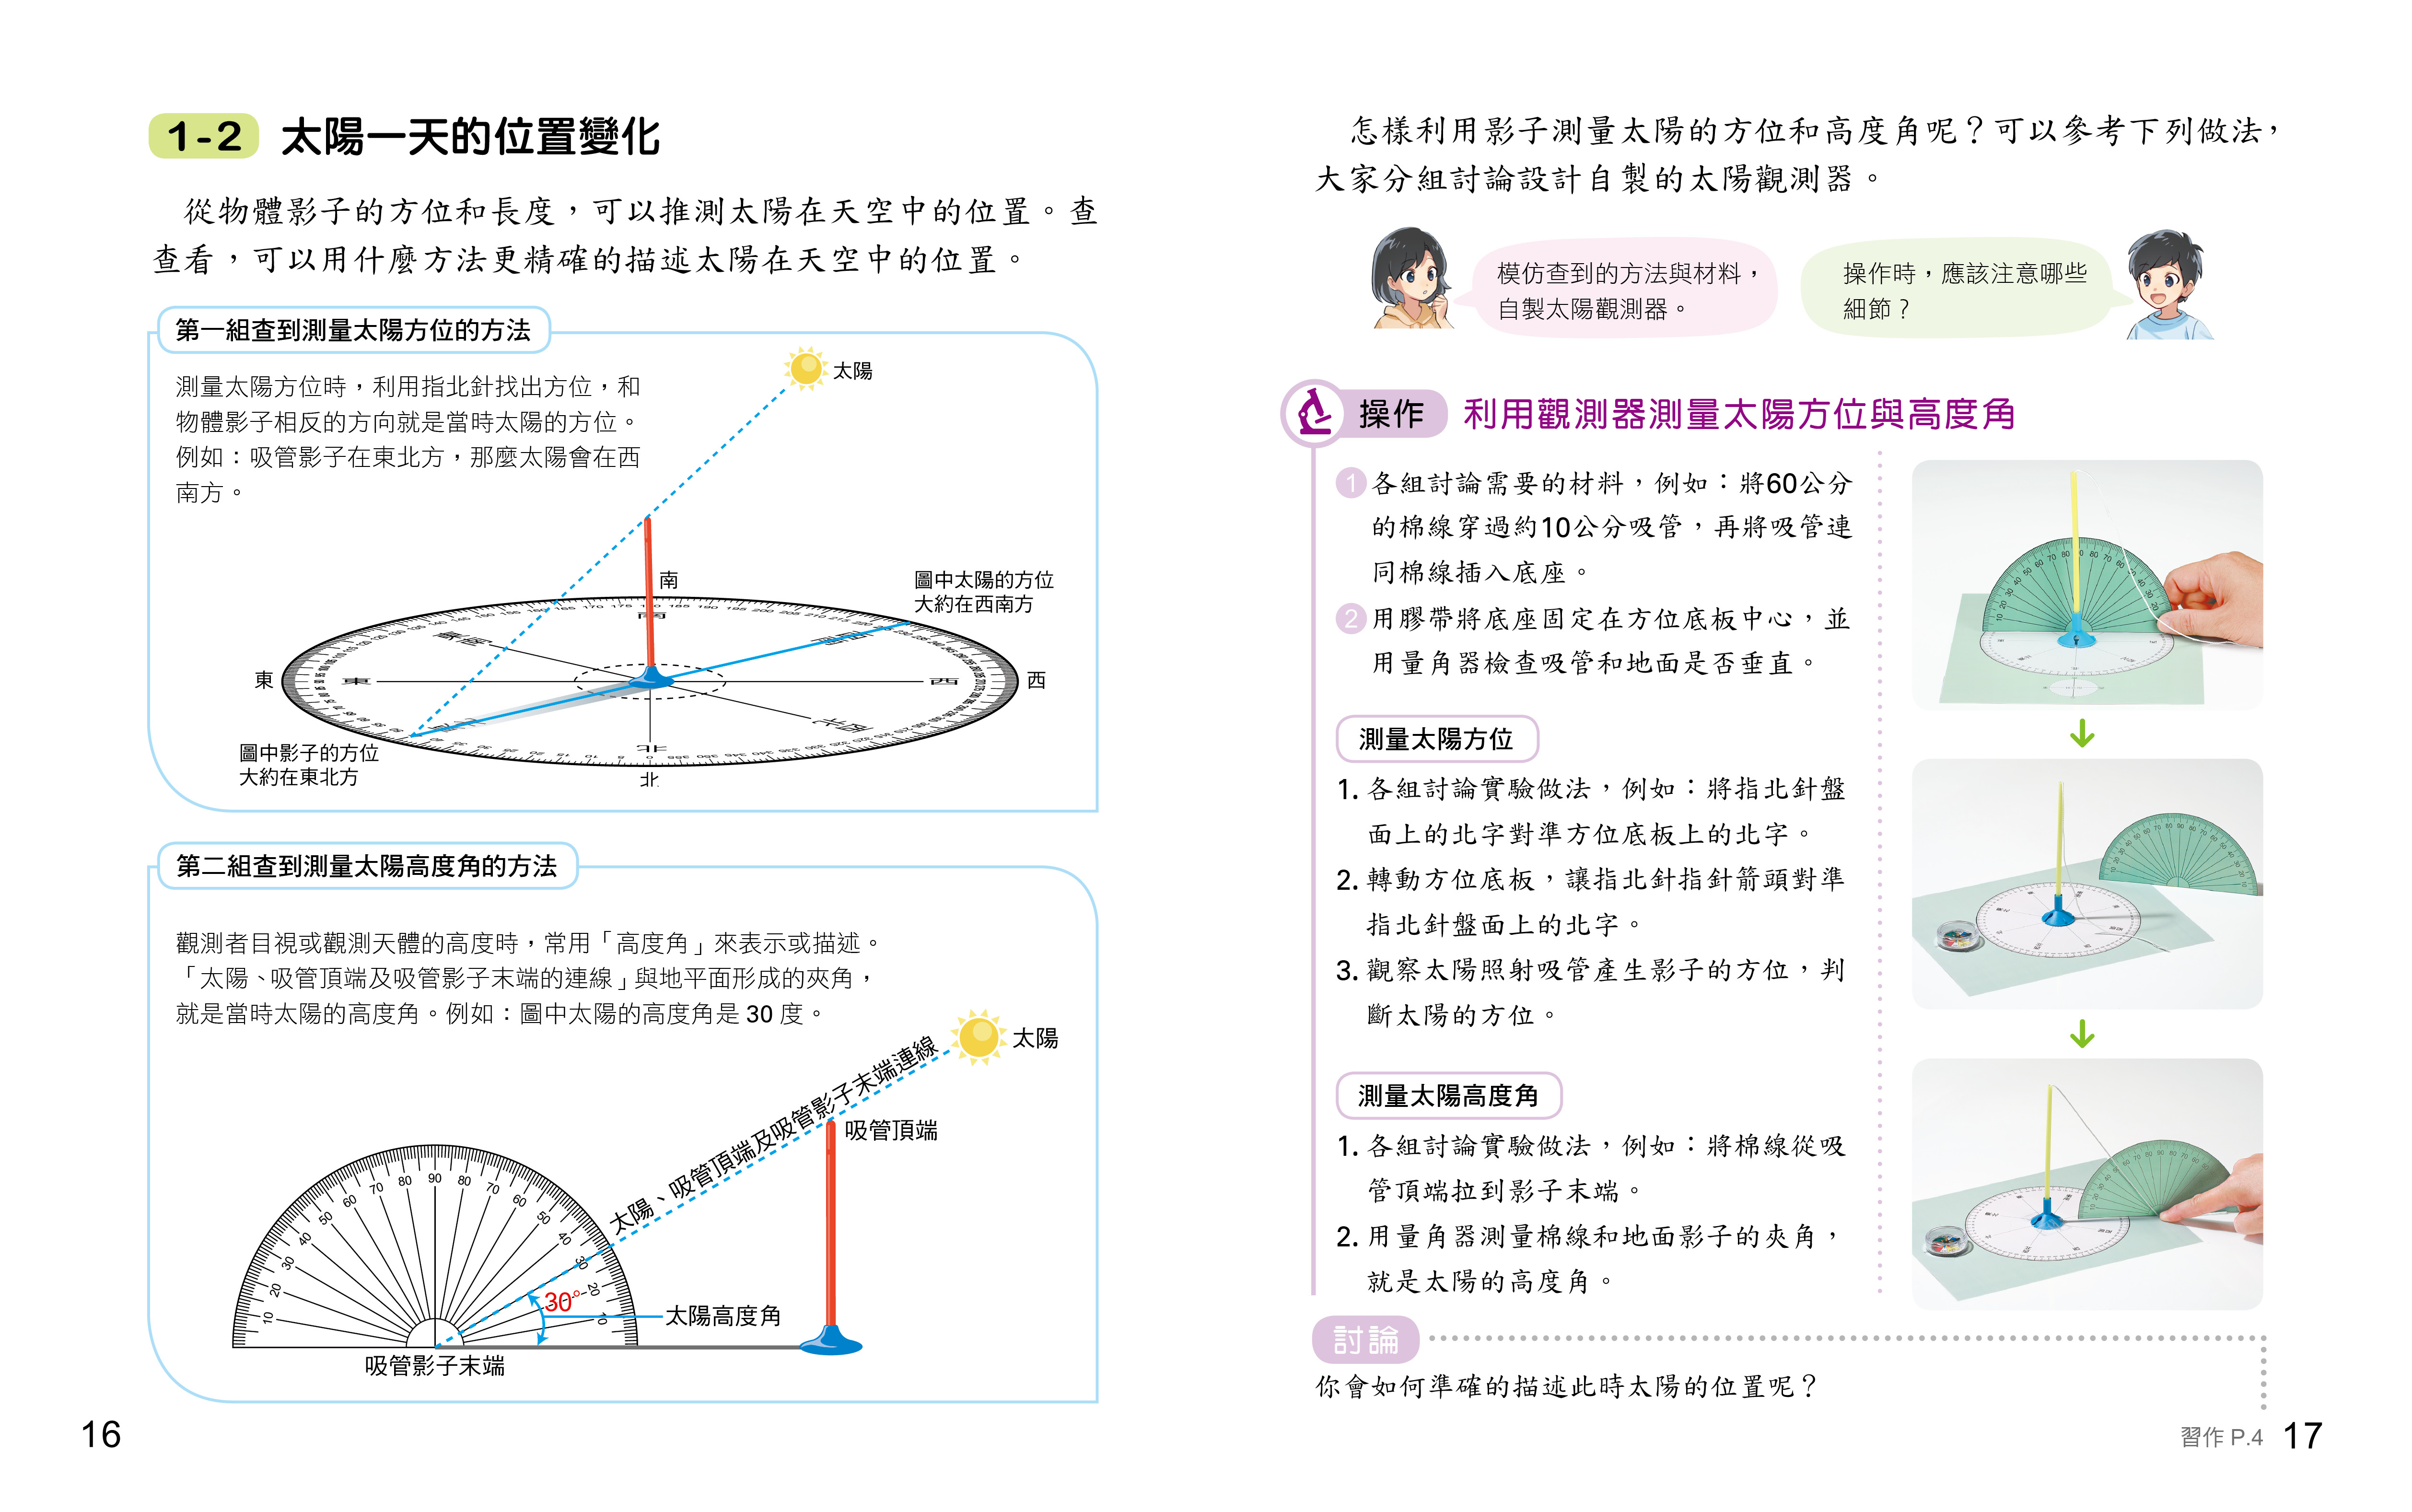 1-2 太陽一天的位置變化
從物體影子的方位和長度，可以推測太陽在天空中的位置。查
查看，可以用什麼方法更精確的描述太陽在天空中的位置。
第一組查到測量太陽方位的方法
測量太陽方位時，利用指北針找出方位，和
物體影子相反的方向就是當時太陽的方位。
例如：吸管影子在東北方，那麼太陽會在西
南方。
太陽
南
圖中太陽的方位
大約在西南方
南
東
東
西
西
圖中影子的方位
大約在東北方
北
北
第二組查到測量太陽高度角的方法
觀測者目視或觀測天體的高度時，常用「高度角」來表示或描述。
「太陽、吸管頂端及吸管影子末端的連線」與地平面形成的夾角，
就是當時太陽的高度角。例如：圖中太陽的高度角是 30 度。
太陽
太陽、吸管頂端及吸管影子末端連線
吸管頂端
10 20 30 40 50 60 70 80 90 80 70 60 50 40 30 20 10
30°
太陽高度角
吸管影子末端
16
怎樣利用影子測量太陽的方位和高度角呢？可以參考下列做法，
大家分組討論設計自製的太陽觀測器。
模仿查到的方法與材料，
自製太陽觀測器。
操作時，應該注意哪些
細節？
操作 利用觀測器測量太陽方位與高度角
1 各組討論需要的材料，例如：將60公分
的棉線穿過約10公分吸管，再將吸管連
同棉線插入底座。
2 用膠帶將底座固定在方位底板中心，並
用量角器檢查吸管和地面是否垂直。
測量太陽方位
1. 各組討論實驗做法，例如：將指北針盤
面上的北字對準方位底板上的北字。
2. 轉動方位底板，讓指北針指針箭頭對準
指北針盤面上的北字。
3. 觀察太陽照射吸管產生影子的方位，判
斷太陽的方位。
測量太陽高度角
1. 各組討論實驗做法，例如：將棉線從吸
管頂端拉到影子末端。
2. 用量角器測量棉線和地面影子的夾角，
就是太陽的高度角。
討論
你會如何準確的描述此時太陽的位置呢？
習作 P.4 17